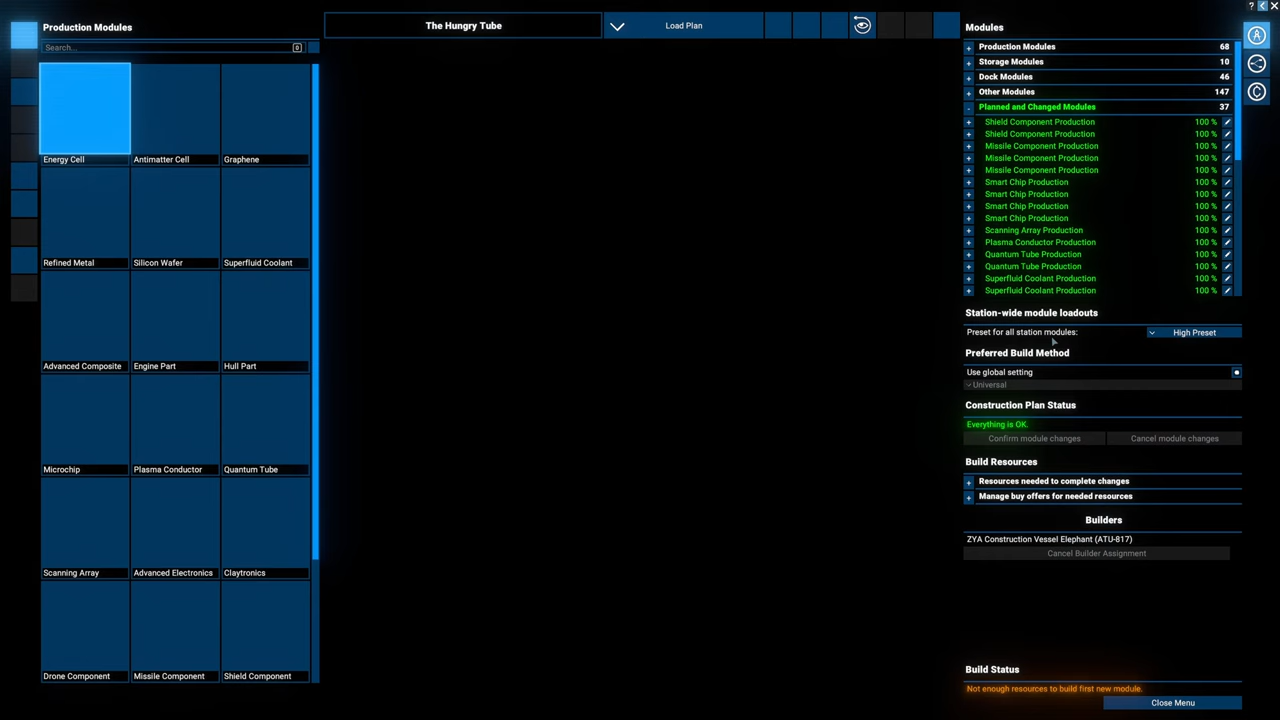 Production Modules
Search...
0
Energy Cell
Antimatter Cell
Graphene
Refined Metal
Silicon Wafer
Superfluid Coolant
Advanced Composite
Engine Part
Hull Part
Microchip
Plasma Conductor
Quantum Tube
Scanning Array
Advanced Electronics
Claytronics
Drone Component
Missile Component
Shield Component
The Hungry Tube
Load Plan
?
Modules
+ Production Modules 68
+ Storage Modules 10
+ Dock Modules 46
+ Other Modules 147
- Planned and Changed Modules 37
+ Shield Component Production 100 %
+ Shield Component Production 100 %
+ Missile Component Production 100 %
+ Missile Component Production 100 %
+ Missile Component Production 100 %
+ Smart Chip Production 100 %
+ Smart Chip Production 100 %
+ Smart Chip Production 100 %
+ Smart Chip Production 100 %
+ Scanning Array Production 100 %
+ Plasma Conductor Production 100 %
+ Quantum Tube Production 100 %
+ Quantum Tube Production 100 %
+ Superfluid Coolant Production 100 %
+ Superfluid Coolant Production 100 %
Station-wide module loadouts
Preset for all station modules: High Preset
Preferred Build Method
Use global setting
Universal
Construction Plan Status
Everything is OK.
Confirm module changes Cancel module changes
Build Resources
+ Resources needed to complete changes
+ Manage buy offers for needed resources
Builders
ZYA Construction Vessel Elephant (ATU-817)
Cancel Builder Assignment
Build Status
Not enough resources to build first new module.
Close Menu